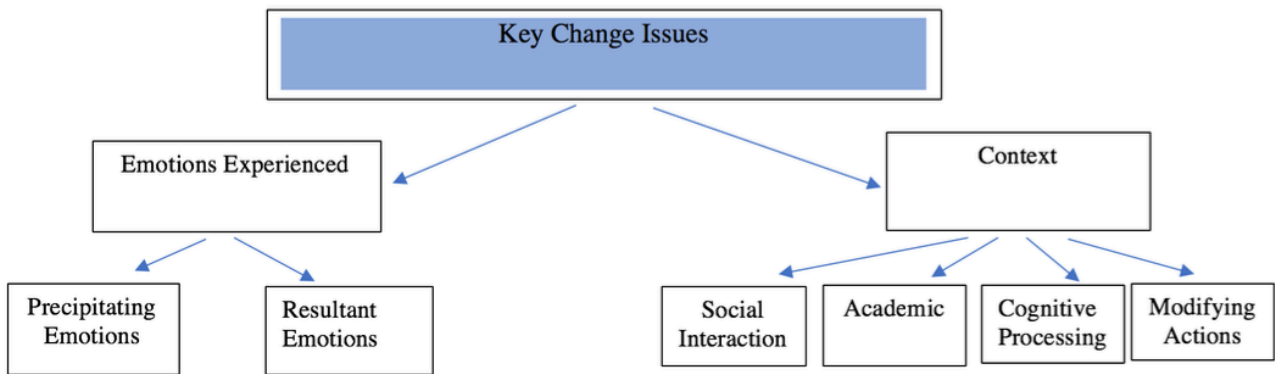 Key Change Issues
Emotions Experienced
Context
Precipitating
Emotions
Resultant
Emotions
Social
Interaction
Academic
Cognitive
Processing
Modifying
Actions